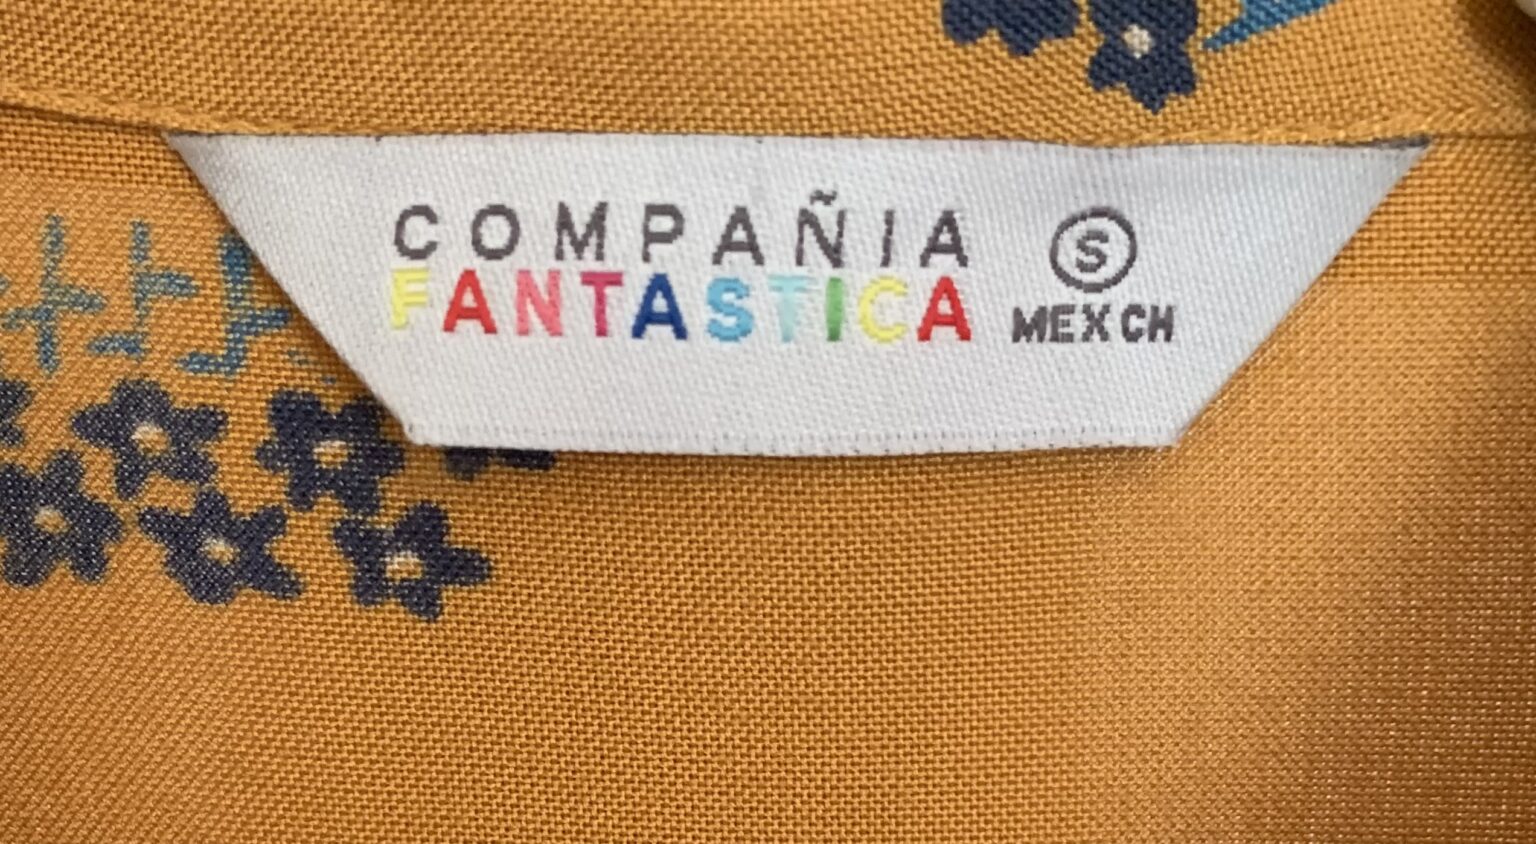 COMPAÑIA
FANTASTICA
S
MEX CH